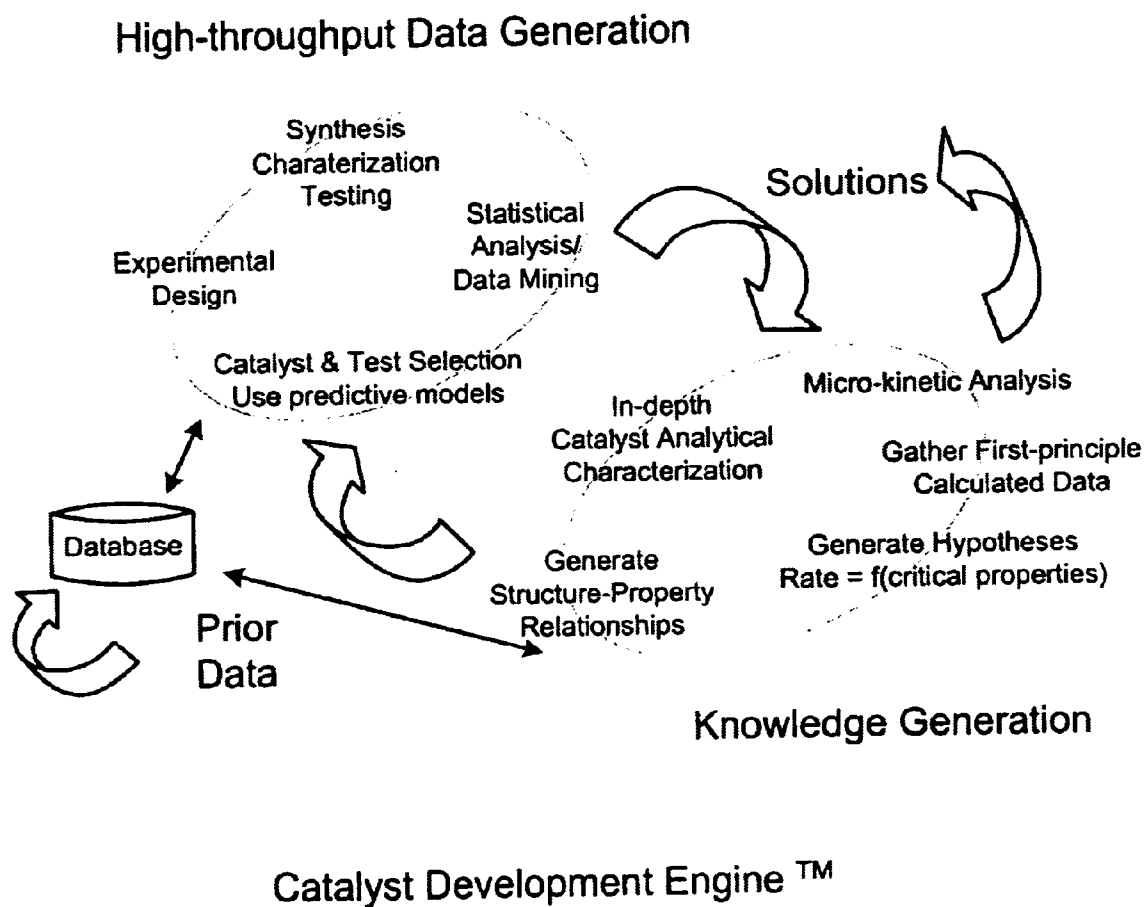 High-throughput Data Generation
Synthesis
Charaterization
Testing
Statistical
Analysis/
Data Mining
Experimental
Design
Catalyst & Test Selection
Use predictive models
Solutions
Micro-kinetic Analysis
In-depth
Catalyst Analytical
Characterization
Gather First-principle
Calculated Data
Generate Hypotheses
Rate = f(critical properties)
Generate
Structure-Property
Relationships
Database
Prior
Data
Knowledge Generation
Catalyst Development Engine ™